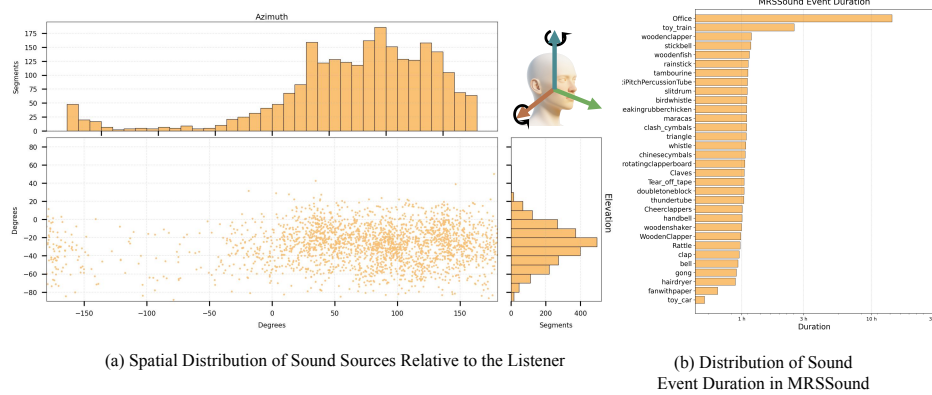 Azimuth
175
150
125
100
75
50
25
0
Segments
80
60
40
20
0
−20
−40
−60
−80
Degrees
−150
−100
−50
0
50
100
150
Degrees
Elevation
0
200
400
Segments
(a) Spatial Distribution of Sound Sources Relative to the Listener
MRSSound Event Duration
Office
toy_train
woodenclapper
stickbell
woodenfish
rainstick
tambourine
iPitchPercussionTube
slitdrum
birdwhistle
eakingrubberchicken
maracas
clash_cymbals
triangle
whistle
chinesecymbals
rotatingclapperboard
Claves
Tear_off_tape
doubletoneblock
thundertube
Cheerclappers
handbell
woodenshaker
WoodenClapper
Rattle
clap
bell
gong
hairdryer
fanwithpaper
toy_car
1 h
3 h
10 h
Duration
(b) Distribution of Sound
Event Duration in MRSSound